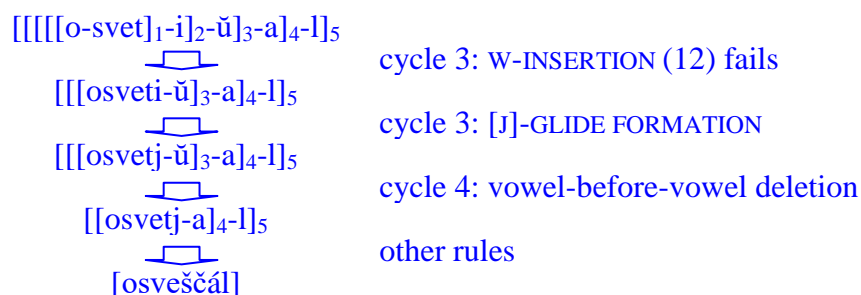 [[[[[o-svet]₁-i]₂-ŭ]₃-a]₄-l]₅
cycle 3: W-INSERTION (12) fails
[[[osveti-ŭ]₃-a]₄-l]₅
cycle 3: [J]-GLIDE FORMATION
[[[osvetj-ŭ]₃-a]₄-l]₅
cycle 4: vowel-before-vowel deletion
[[osvetj-a]₄-l]₅
other rules
[osveščál]